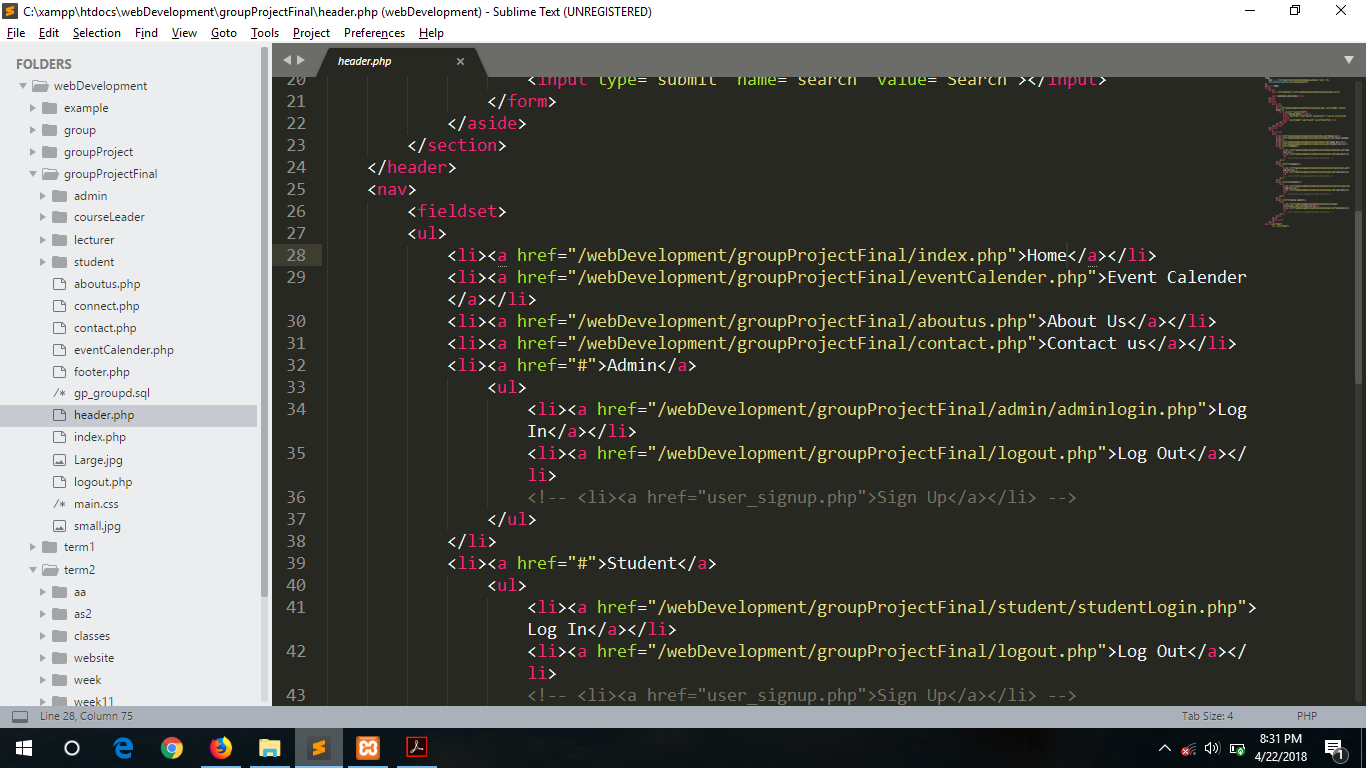 C:\xampp\htdocs\webDevelopment\groupProjectFinal\header.php (webDevelopment) - Sublime Text (UNREGISTERED)
File Edit Selection Find View Goto Tools Project Preferences Help
FOLDERS
webDevelopment
example
group
groupProject
groupProjectFinal
admin
courseLeader
lecturer
student
aboutus.php
connect.php
contact.php
eventCalender.php
footer.php
/* gp_groupd.sql
header.php
index.php
Large.jpg
logout.php
/* main.css
small.jpg
term1
term2
aa
as2
classes
website
week
week11
header.php
20 <input type="submit" name="search" value="Search"></input>
21 </form>
22 </aside>
23 </section>
24 </header>
25 <nav>
26 <fieldset>
27 <ul>
28 <li><a href="/webDevelopment/groupProjectFinal/index.php">Home</a></li>
29 <li><a href="/webDevelopment/groupProjectFinal/eventCalender.php">Event Calender
</a></li>
30 <li><a href="/webDevelopment/groupProjectFinal/aboutus.php">About Us</a></li>
31 <li><a href="/webDevelopment/groupProjectFinal/contact.php">Contact us</a></li>
32 <li><a href="#">Admin</a>
33 <ul>
34 <li><a href="/webDevelopment/groupProjectFinal/admin/adminlogin.php">Log
In</a></li>
35 <li><a href="/webDevelopment/groupProjectFinal/logout.php">Log Out</a></
li>
36 <!-- <li><a href="user_signup.php">Sign Up</a></li> -->
37 </ul>
38 </li>
39 <li><a href="#">Student</a>
40 <ul>
41 <li><a href="/webDevelopment/groupProjectFinal/student/studentLogin.php">
Log In</a></li>
42 <li><a href="/webDevelopment/groupProjectFinal/logout.php">Log Out</a></
li>
43 <!-- <li><a href="user_signup.php">Sign Up</a></li> -->
Line 28, Column 75
Tab Size: 4
PHP
8:31 PM
4/22/2018
1